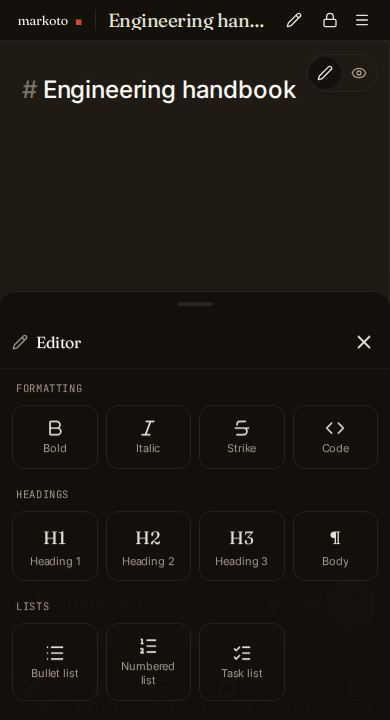 markoto
Engineering han...
# Engineering handbook
Editor
FORMATTING
B
Bold
I
Italic
S
Strike
<>
Code
HEADINGS
H1
Heading 1
H2
Heading 2
H3
Heading 3
¶
Body
LISTS
Bullet list
Numbered
list
Task list